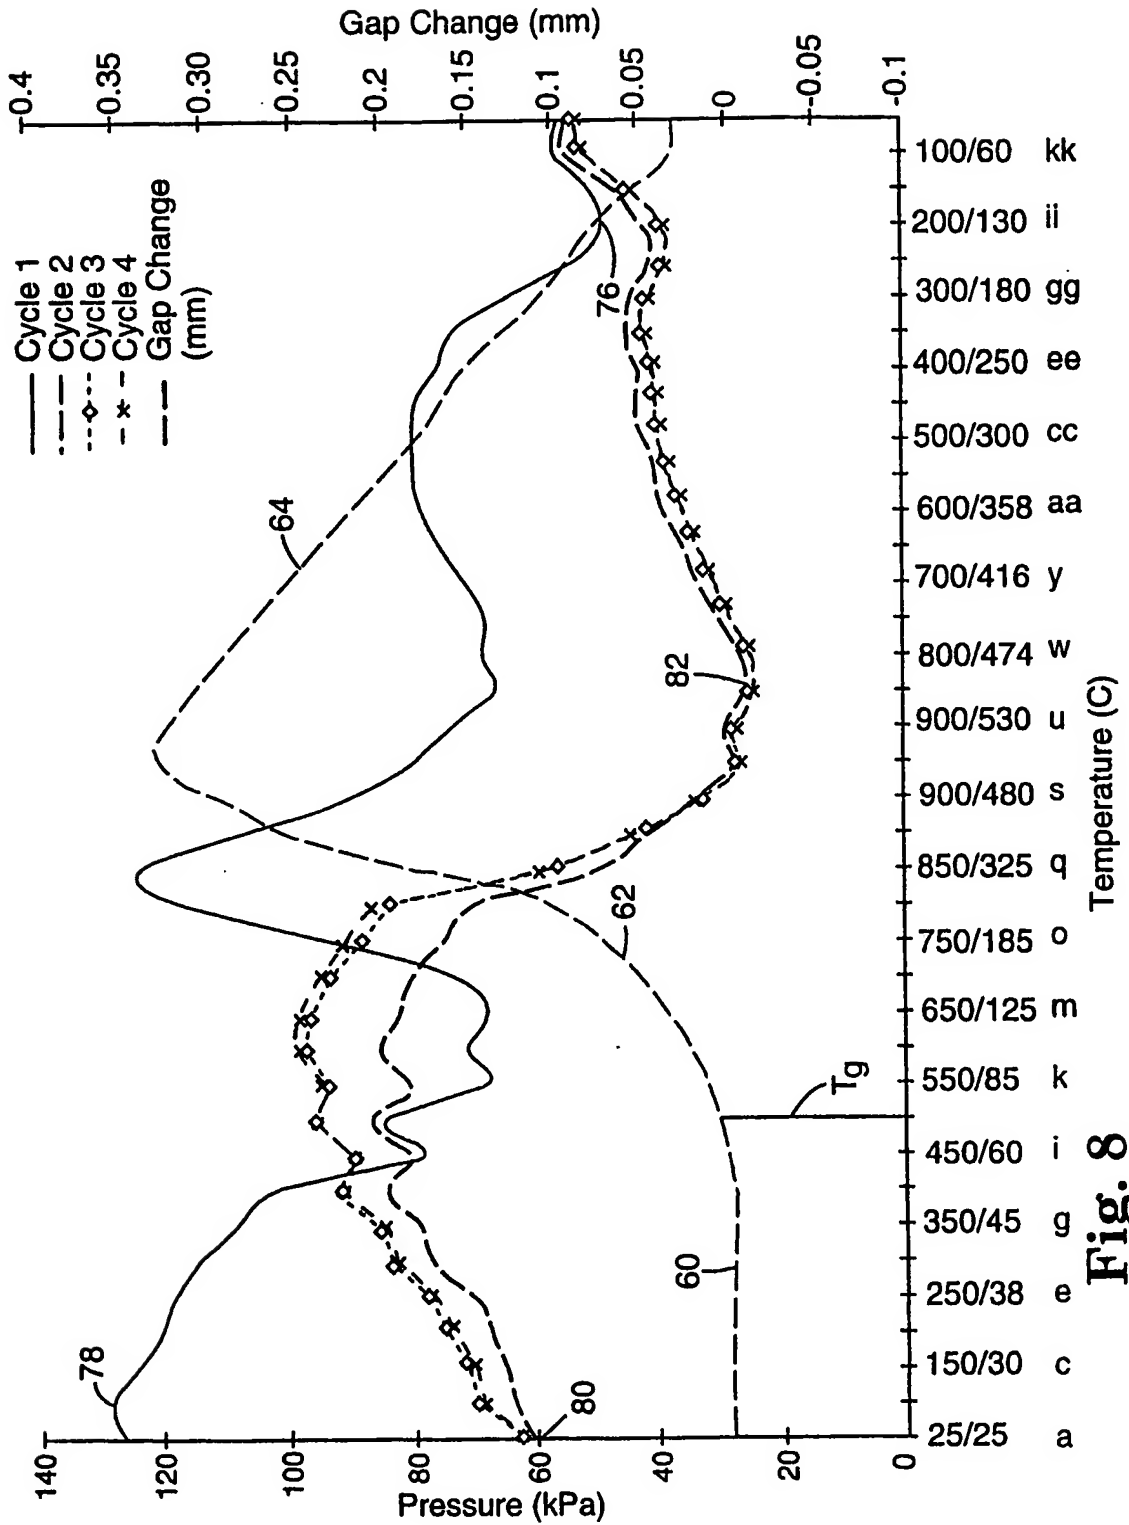 Cycle 1
Cycle 2
Cycle 3
Cycle 4
Gap Change
(mm)
140
120
100
80
60
40
20
0
Pressure (kPa)
0.4
0.35
0.30
0.25
0.2
0.15
0.1
0.05
0
-0.05
-0.1
Gap Change (mm)
78
80
60
62
64
76
82
Tg
25/25 a
150/30 c
250/38 e
350/45 g
450/60 i
550/85 k
650/125 m
750/185 o
850/325 q
900/480 s
900/530 u
800/474 w
700/416 y
600/358 aa
500/300 cc
400/250 ee
300/180 gg
200/130 ii
100/60 kk
Temperature (C)
Fig. 8